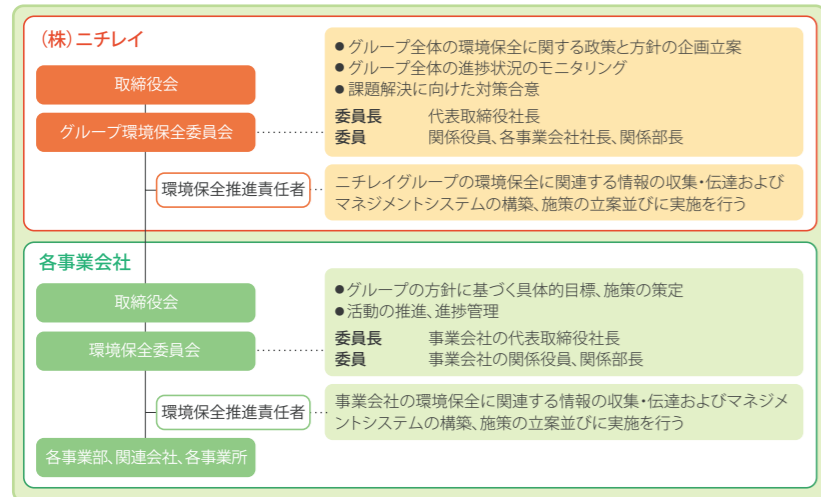 (株)ニチレイ
取締役会
グループ環境保全委員会
●グループ全体の環境保全に関する政策と方針の企画立案
●グループ全体の進捗状況のモニタリング
●課題解決に向けた対策合意
委員長 代表取締役社長
委員 関係役員、各事業会社社長、関係部長
環境保全推進責任者
ニチレイグループの環境保全に関連する情報の収集・伝達および
マネジメントシステムの構築、施策の立案並びに実施を行う
各事業会社
取締役会
環境保全委員会
●グループの方針に基づく具体的目標、施策の策定
●活動の推進、進捗管理
委員長 事業会社の代表取締役社長
委員 事業会社の関係役員、関係部長
環境保全推進責任者
事業会社の環境保全に関連する情報の収集・伝達およびマネジメ
ントシステムの構築、施策の立案並びに実施を行う
各事業部、関連会社、各事業所